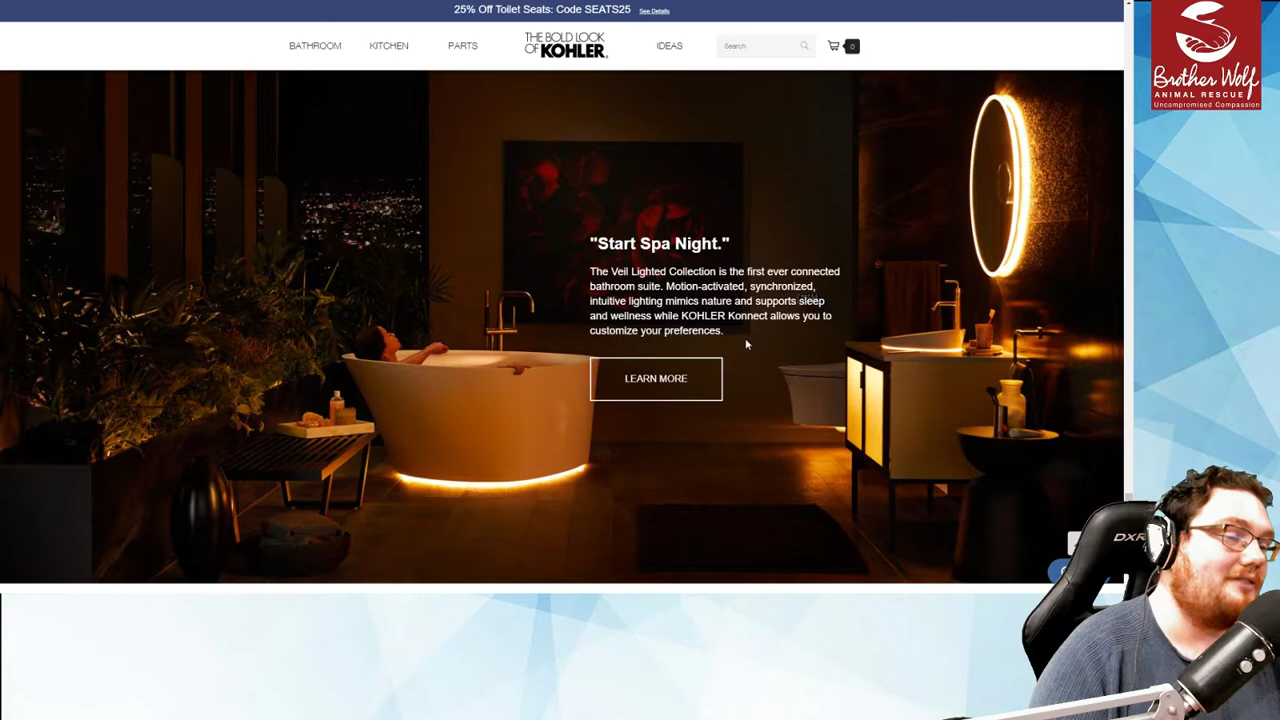 25% Off Toilet Seats: Code SEATS25 See Details
BATHROOM KITCHEN PARTS THE BOLD LOOK OF KOHLER IDEAS Search 0
"Start Spa Night."
The Veil Lighted Collection is the first ever connected
bathroom suite. Motion-activated, synchronized,
intuitive lighting mimics nature and supports sleep
and wellness while KOHLER Konnect allows you to
customize your preferences.
LEARN MORE
Brother Wolf
ANIMAL RESCUE
Uncompromised Compassion